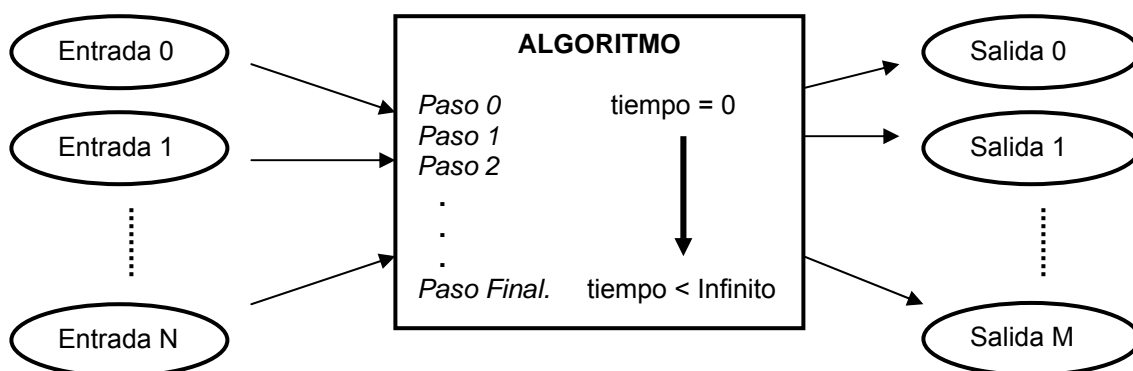 Entrada 0
Entrada 1
Entrada N
ALGORITMO
Paso 0 tiempo = 0
Paso 1
Paso 2
.
.
.
Paso Final. tiempo < Infinito
Salida 0
Salida 1
Salida M